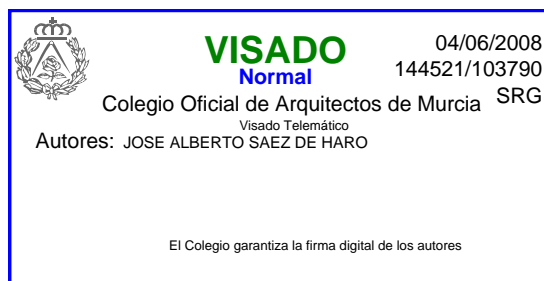 VISADO
04/06/2008
Normal
144521/103790
Colegio Oficial de Arquitectos de Murcia
SRG
Visado Telemático
Autores: JOSE ALBERTO SAEZ DE HARO
El Colegio garantiza la firma digital de los autores